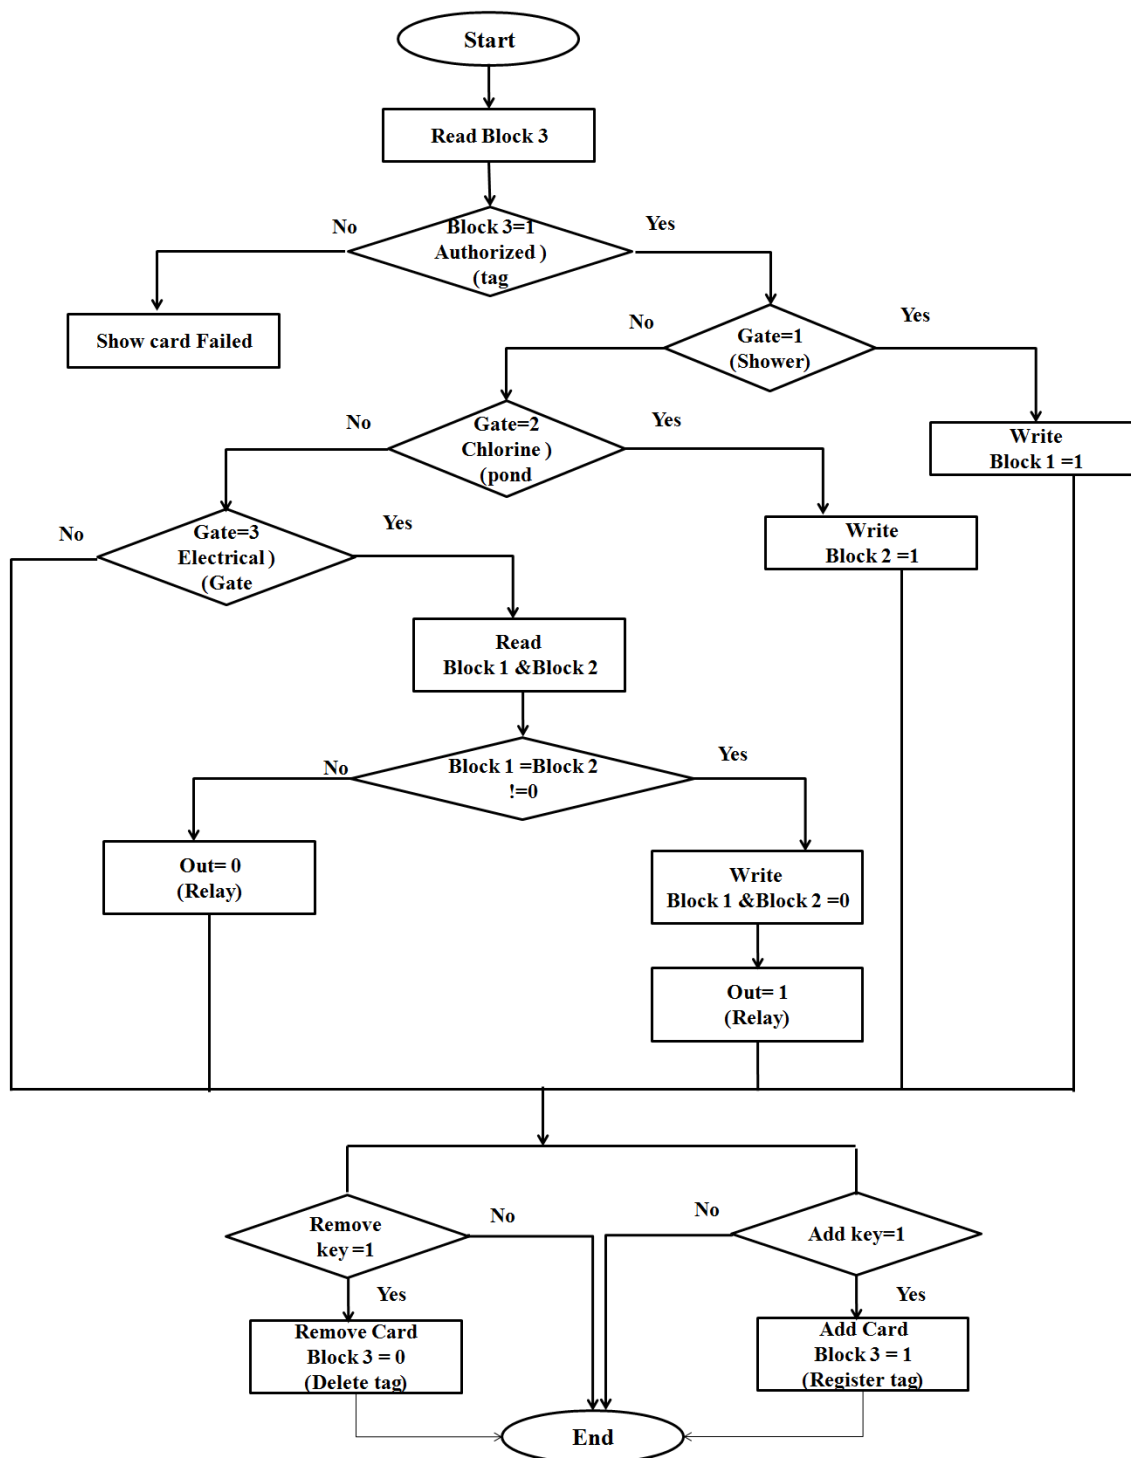 Start
Read Block 3
No
Yes
Block 3=1
Authorized )
(tag
Show card Failed
No
Yes
Gate=1
(Shower)
No
Yes
Gate=2
Chlorine )
(pond
Write
Block 1 =1
No
Yes
Gate=3
Electrical )
(Gate
Write
Block 2 =1
Read
Block 1 &Block 2
No
Yes
Block 1 =Block 2
!=0
Out= 0
(Relay)
Write
Block 1 &Block 2 =0
Out= 1
(Relay)
Remove
key =1
No
No
Add key=1
Yes
Yes
Remove Card
Block 3 = 0
(Delete tag)
Add Card
Block 3 = 1
(Register tag)
End